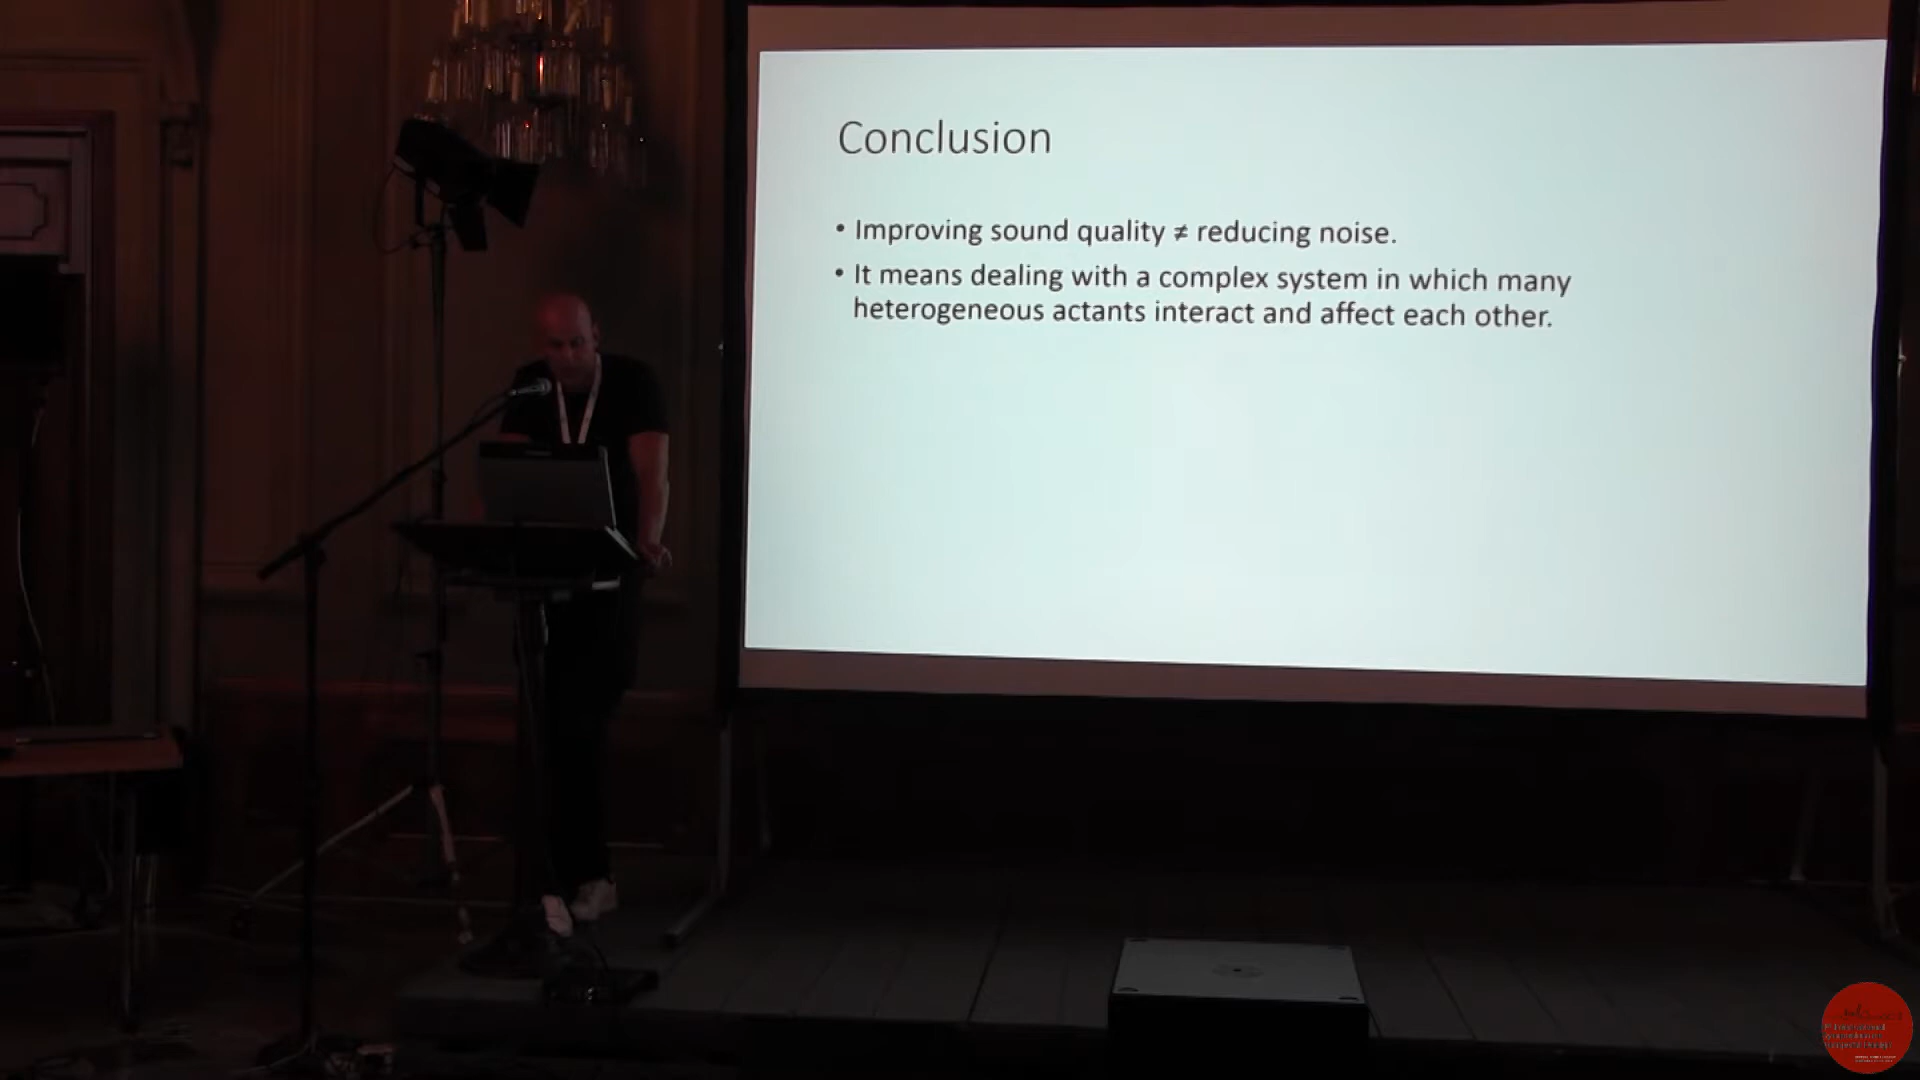 Conclusion
• Improving sound quality ≠ reducing noise.
• It means dealing with a complex system in which many
heterogeneous actants interact and affect each other.